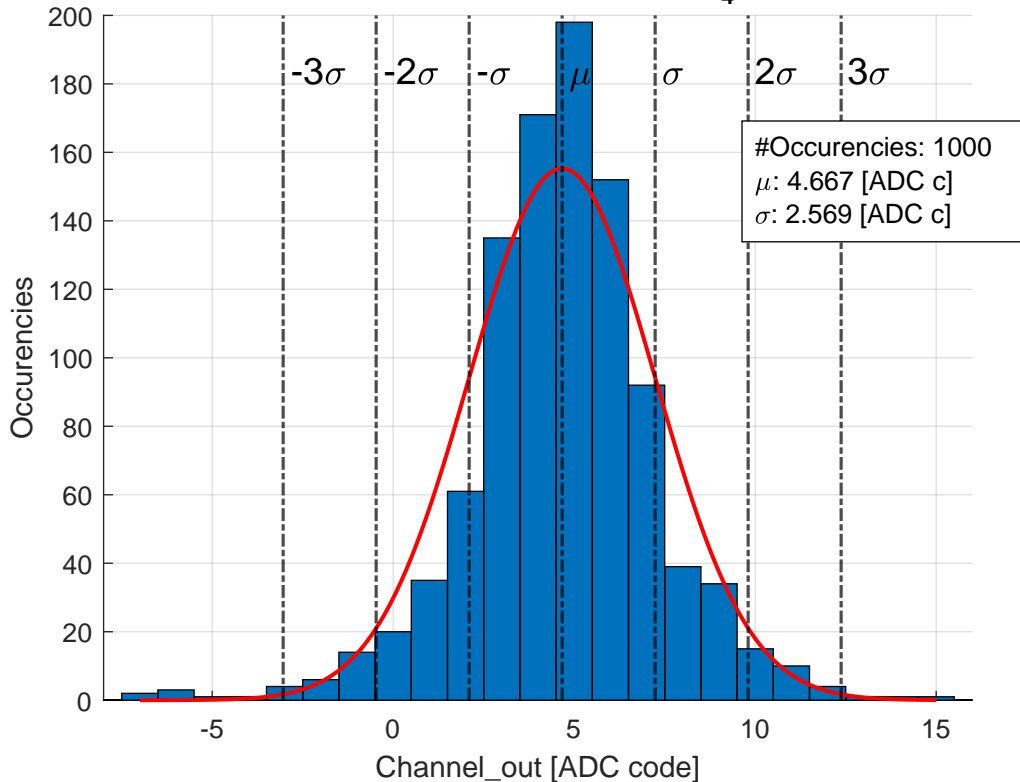 4
200
180
160
140
120
100
80
60
40
20
0
Occurencies
-3σ -2σ -σ μ σ 2σ 3σ
#Occurencies: 1000
μ: 4.667 [ADC c]
σ: 2.569 [ADC c]
-5 0 5 10 15
Channel_out [ADC code]